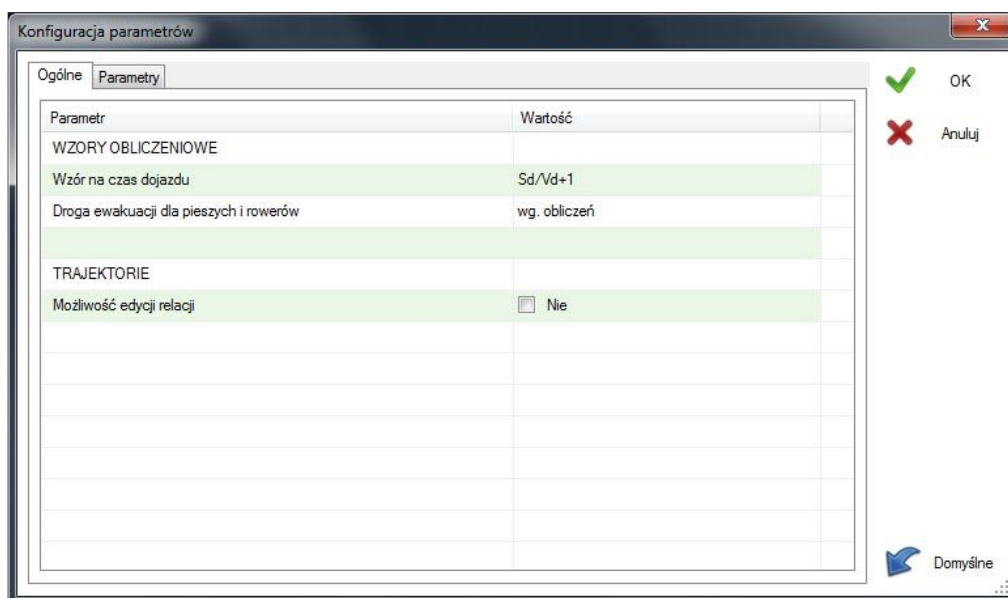 Konfiguracja parametrów
Ogólne Parametry
OK
Anuluj
Parametr Wartość
WZORY OBLICZENIOWE
Wzór na czas dojazdu Sd/Vd+1
Droga ewakuacji dla pieszych i rowerów wg. obliczeń
TRAJEKTORIE
Możliwość edycji relacji Nie
Domyślne